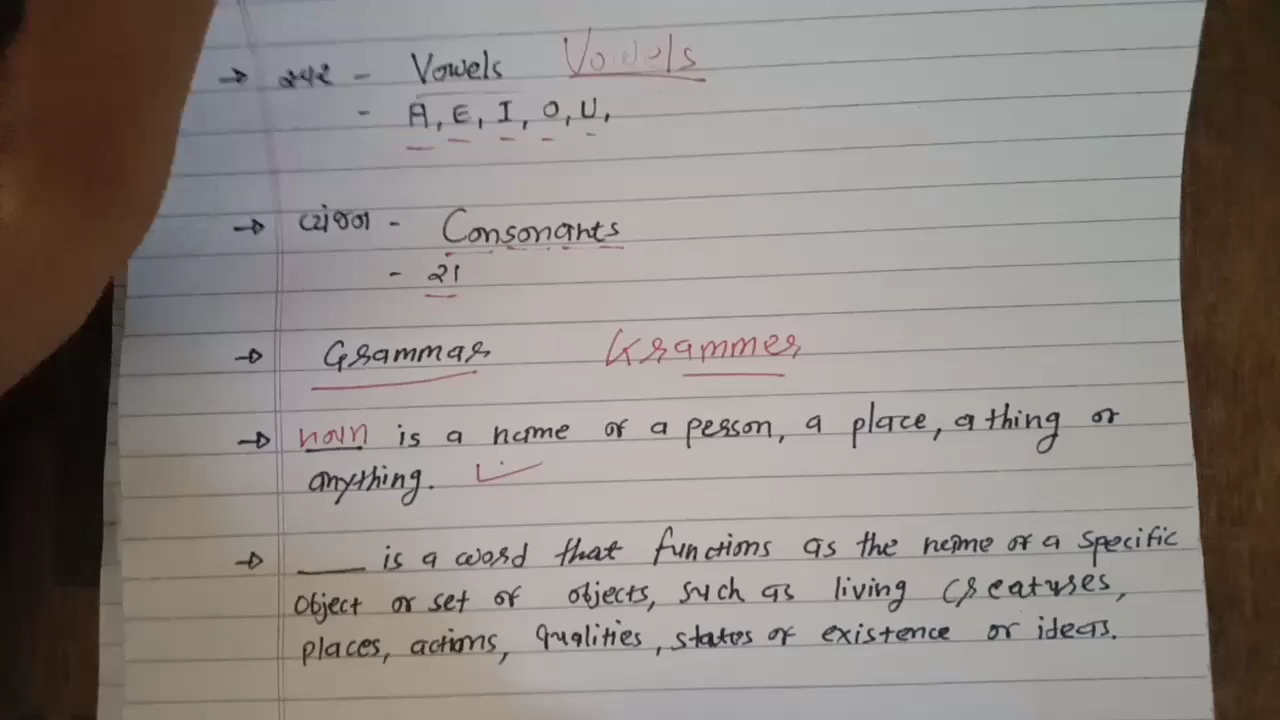 → સ્વર - Vowels Vowels
- A, E, I, O, U,
→ વ્યંજન - Consonants
- 21
→ Grammar Grammer
→ noun is a name of a person, a place, a thing or
anything. ✓
→ ____ is a word that functions as the name of a specific
object or set of objects, such as living creatures,
places, actions, qualities, states of existence or ideas.